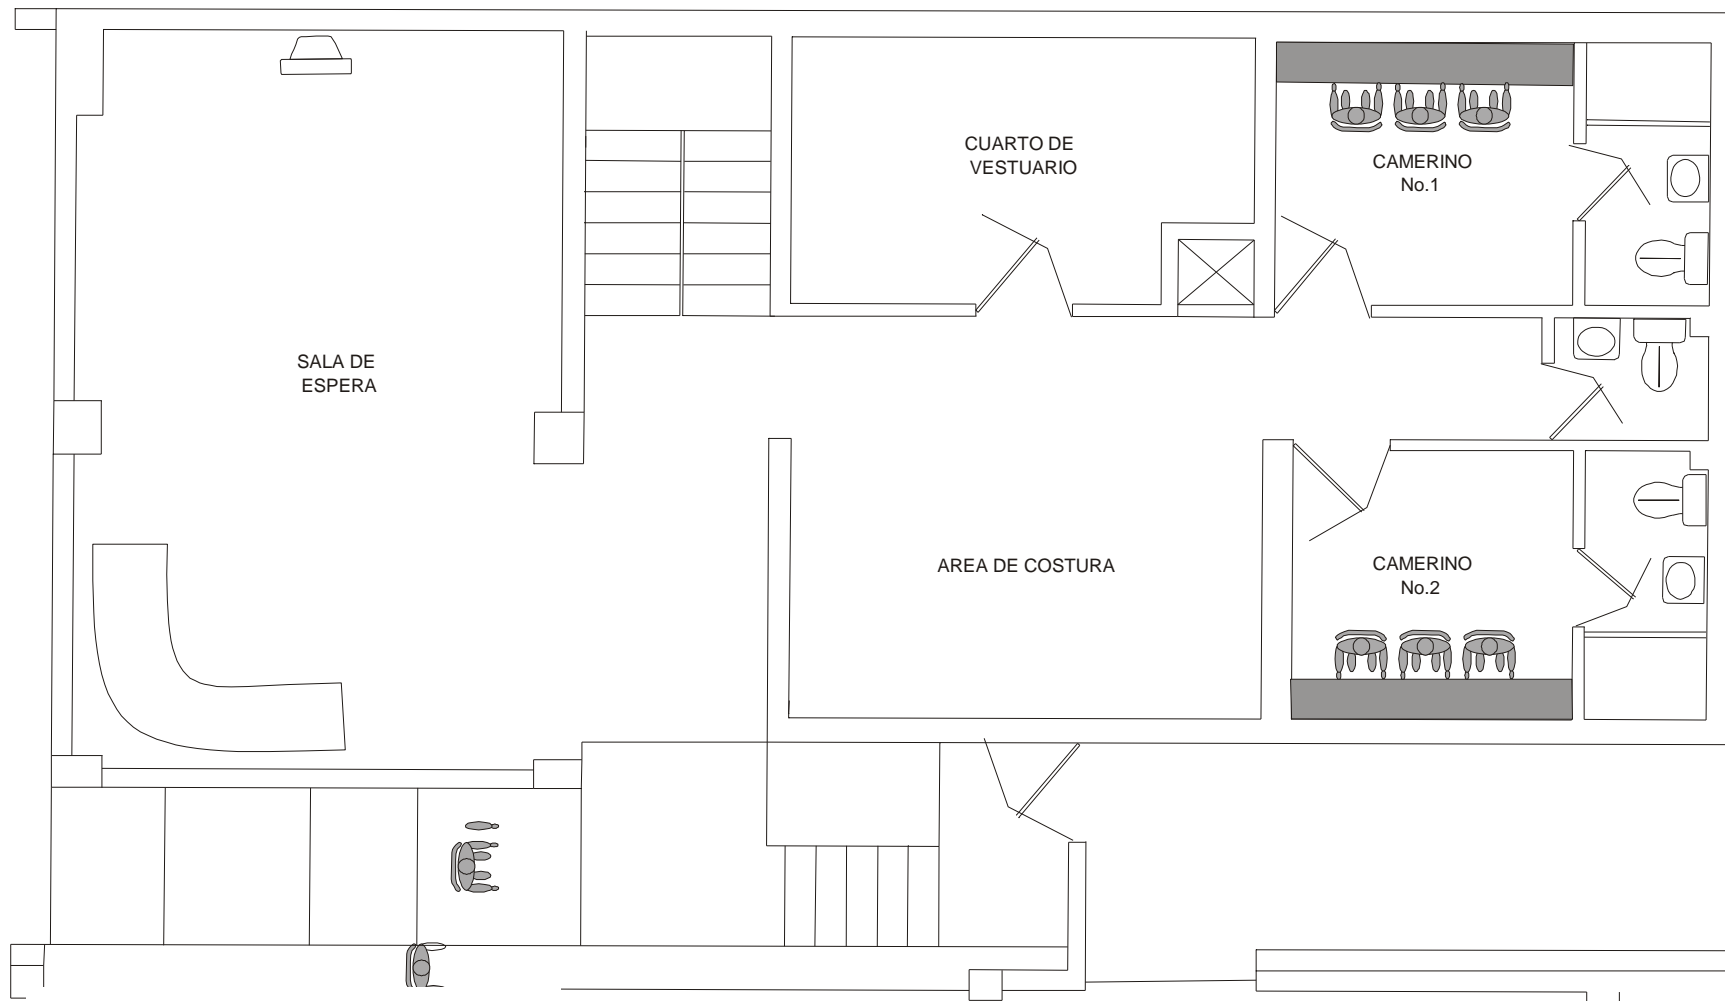 CUARTO DE
VESTUARIO
CAMERINO
No.1
SALA DE
ESPERA
AREA DE COSTURA
CAMERINO
No.2